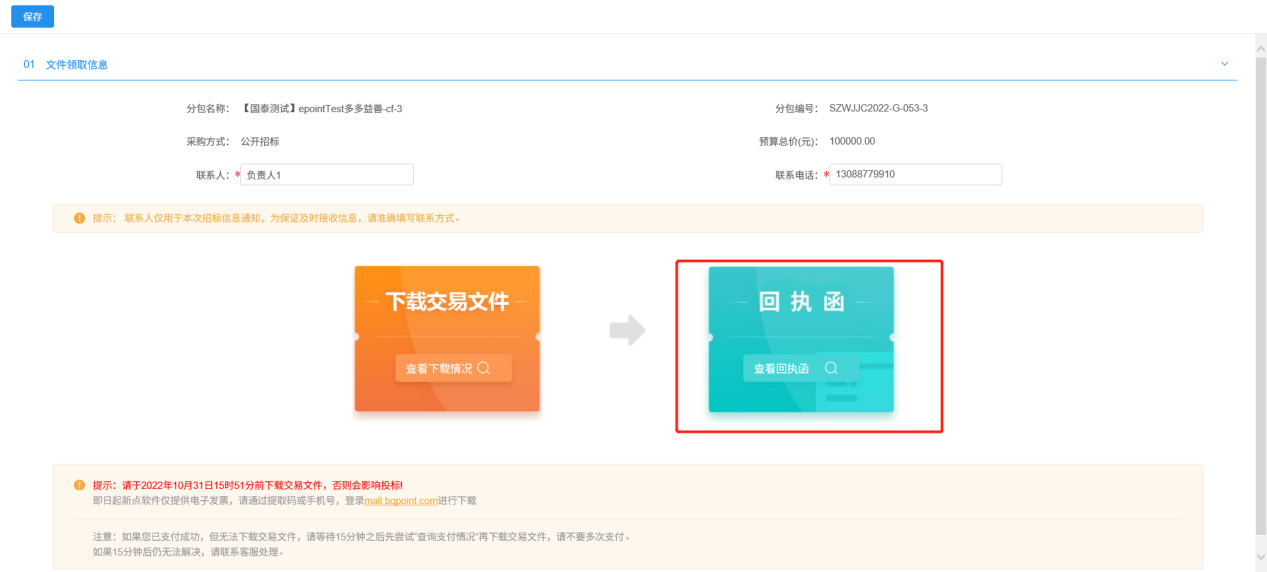 保存
01 文件领取信息
分包名称： 【国泰测试】epointTest多多益善-cf-3
分包编号： SZWJJC2022-G-053-3
采购方式： 公开招标
预算总价(元)： 100000.00
联系人：* 负责人1
联系电话：* 13088779910
提示： 联系人仅用于本次招标信息通知，为保证及时接收信息，请准确填写联系方式。
下载交易文件
查看下载情况
回执函
查看回执函
提示：请于2022年10月31日15时51分前下载交易文件，否则会影响投标!
即日起新点软件仅提供电子发票，请通过提取码或手机号，登录mall.bqpoint.com进行下载
注意：如果您已支付成功，但无法下载交易文件，请等待15分钟之后先尝试"查询支付情况"再下载交易文件，请不要多次支付。
如果15分钟后仍无法解决，请联系客服处理。